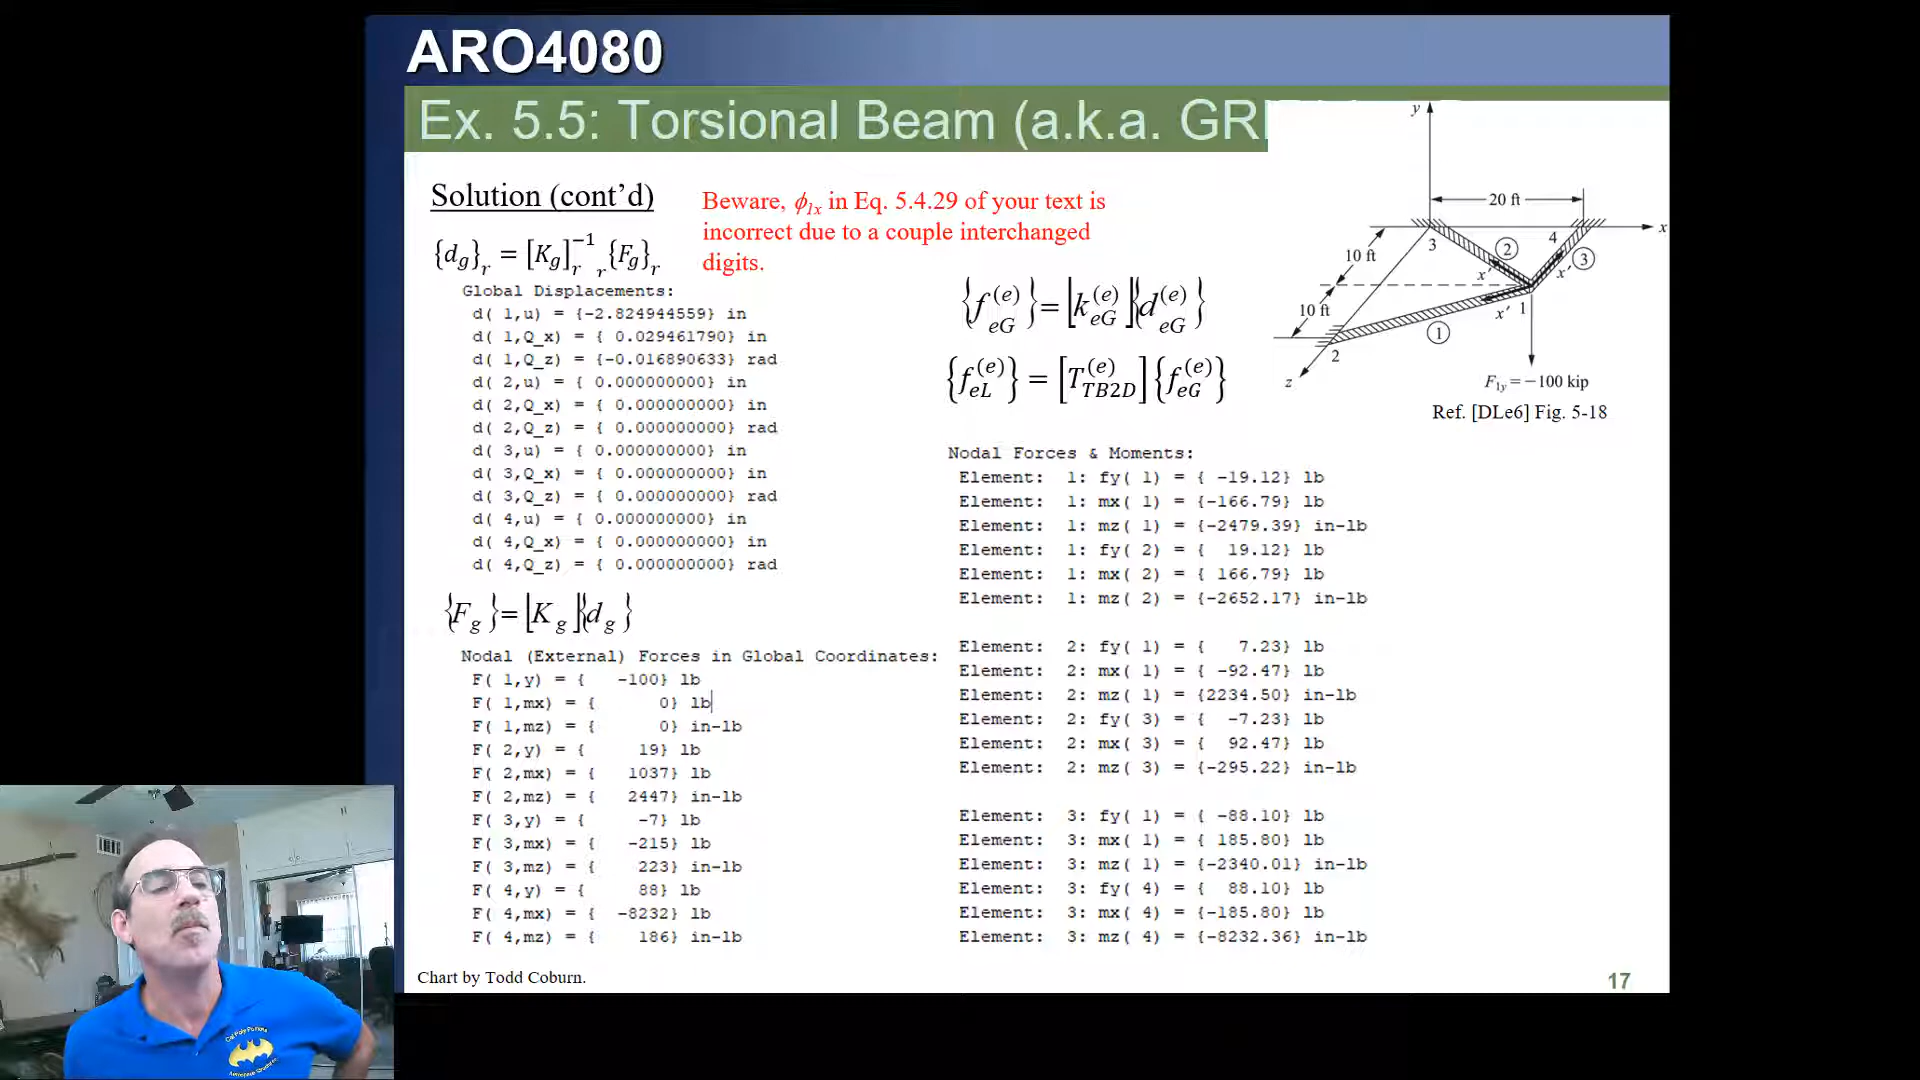 ARO4080
Ex. 5.5: Torsional Beam (a.k.a. GRI
Solution (cont'd)
Beware, ϕ1x in Eq. 5.4.29 of your text is
incorrect due to a couple interchanged
digits.
{dg}r = [Kg]r^-1 r {Fg}r
Global Displacements:
d( 1,u) = {-2.824944559} in
d( 1,Q_x) = { 0.029461790} in
d( 1,Q_z) = {-0.016890633} rad
d( 2,u) = { 0.000000000} in
d( 2,Q_x) = { 0.000000000} in
d( 2,Q_z) = { 0.000000000} rad
d( 3,u) = { 0.000000000} in
d( 3,Q_x) = { 0.000000000} in
d( 3,Q_z) = { 0.000000000} rad
d( 4,u) = { 0.000000000} in
d( 4,Q_x) = { 0.000000000} in
d( 4,Q_z) = { 0.000000000} rad
{Fg}=[Kg]{dg}
Nodal (External) Forces in Global Coordinates:
F( 1,y) = { -100} lb
F( 1,mx) = { 0} lb
F( 1,mz) = { 0} in-lb
F( 2,y) = { 19} lb
F( 2,mx) = { 1037} lb
F( 2,mz) = { 2447} in-lb
F( 3,y) = { -7} lb
F( 3,mx) = { -215} lb
F( 3,mz) = { 223} in-lb
F( 4,y) = { 88} lb
F( 4,mx) = { -8232} lb
F( 4,mz) = { 186} in-lb
Chart by Todd Coburn.
{feG^(e)}=[keG^(e)]{deG^(e)}
{feL^(e)} = [TTB2D^(e)]{feG^(e)}
Nodal Forces & Moments:
Element: 1: fy( 1) = { -19.12} lb
Element: 1: mx( 1) = {-166.79} lb
Element: 1: mz( 1) = {-2479.39} in-lb
Element: 1: fy( 2) = { 19.12} lb
Element: 1: mx( 2) = { 166.79} lb
Element: 1: mz( 2) = {-2652.17} in-lb
Element: 2: fy( 1) = { 7.23} lb
Element: 2: mx( 1) = { -92.47} lb
Element: 2: mz( 1) = {2234.50} in-lb
Element: 2: fy( 3) = { -7.23} lb
Element: 2: mx( 3) = { 92.47} lb
Element: 2: mz( 3) = {-295.22} in-lb
Element: 3: fy( 1) = { -88.10} lb
Element: 3: mx( 1) = { 185.80} lb
Element: 3: mz( 1) = {-2340.01} in-lb
Element: 3: fy( 4) = { 88.10} lb
Element: 3: mx( 4) = {-185.80} lb
Element: 3: mz( 4) = {-8232.36} in-lb
y
20 ft
x
3
2
4
3
10 ft
x'
x'
10 ft
x'
1
1
2
z
F1y = −100 kip
Ref. [DLe6] Fig. 5-18
17
Cal Poly Pomona